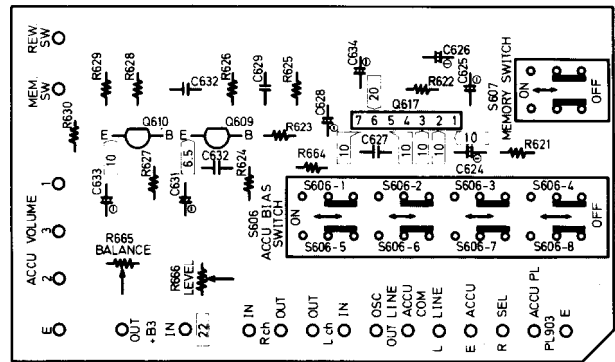 REW. SW
R629
R628
C632
R626
C629
R625
C634
C626
R622
C625
S607
MEMORY SWITCH
ON
OFF
MEM. SW
R630
20
Q617
C628
7 6 5 4 3 2 1
E Q610 B
E Q609 B
R623
10
6.5
10
C627
10
10
10
10
C624
R621
C633
R627
C631
C632
R624
R664
1
S606
ACCU BIAS
SWITCH
ON
S606-1
S606-2
S606-3
S606-4
OFF
S606-5
S606-6
S606-7
S606-8
ACCU VOLUME
3
R665
BALANCE
2
R666
LEVEL
E
OUT
+B3
IN
22
IN
R ch
OUT
OUT
L ch
IN
OSC
OUT LINE
ACCU
COM
L LINE
E ACCU
R SEL
ACCU PL
PL903
E